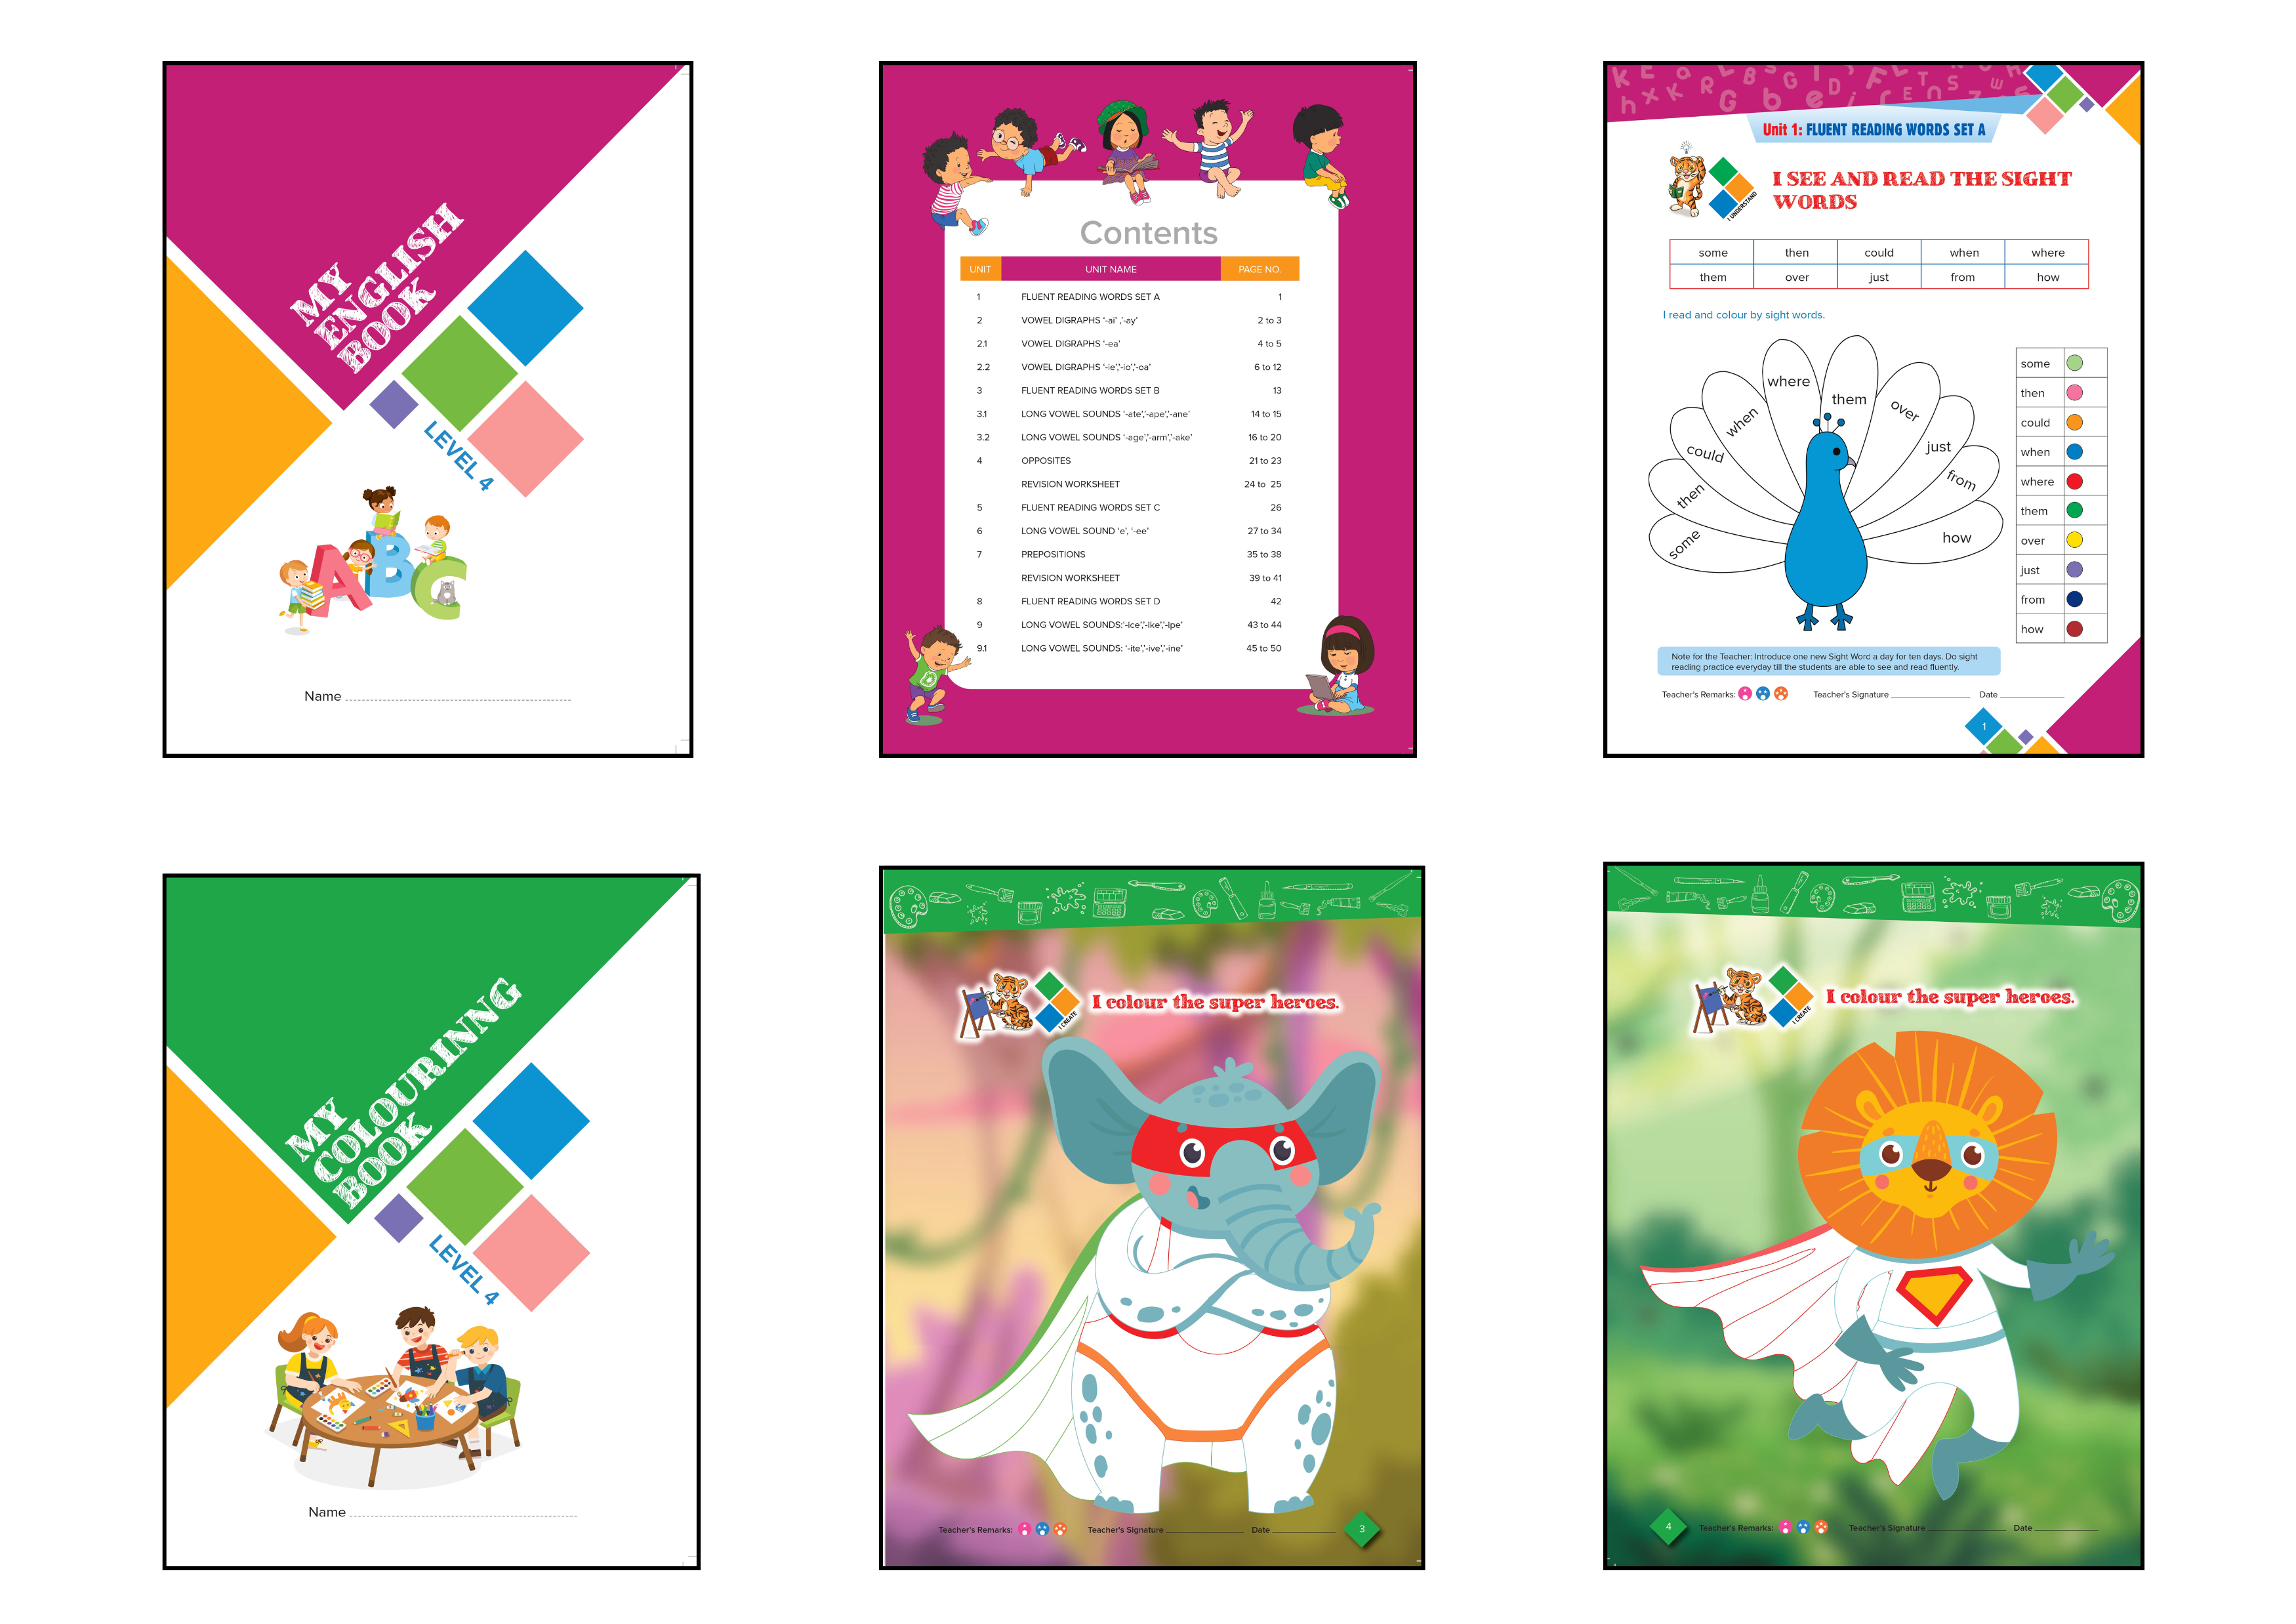 MY
ENGLISH
BOOK
LEVEL 4
ABC
Name
Contents
UNIT UNIT NAME PAGE NO.
1 FLUENT READING WORDS SET A 1
2 VOWEL DIGRAPHS '-ai' ,'-ay' 2 to 3
2.1 VOWEL DIGRAPHS '-ea' 4 to 5
2.2 VOWEL DIGRAPHS '-ie','-io','-oa' 6 to 12
3 FLUENT READING WORDS SET B 13
3.1 LONG VOWEL SOUNDS '-ate','-ape','-ane' 14 to 15
3.2 LONG VOWEL SOUNDS '-age','-arm','-ake' 16 to 20
4 OPPOSITES 21 to 23
REVISION WORKSHEET 24 to 25
5 FLUENT READING WORDS SET C 26
6 LONG VOWEL SOUND 'e', '-ee' 27 to 34
7 PREPOSITIONS 35 to 38
REVISION WORKSHEET 39 to 41
8 FLUENT READING WORDS SET D 42
9 LONG VOWEL SOUNDS:'-ice','-ike','-ipe' 43 to 44
9.1 LONG VOWEL SOUNDS: '-ite','-ive','-ine' 45 to 50
Unit 1: FLUENT READING WORDS SET A
I UNDERSTAND
I SEE AND READ THE SIGHT
WORDS
some then could when where
them over just from how
I read and colour by sight words.
some
then
could
when
where
them
over
just
from
how
some
then
could
when
where
them
over
just
from
how
Note for the Teacher: Introduce one new Sight Word a day for ten days. Do sight
reading practice everyday till the students are able to see and read fluently.
Teacher's Remarks: Teacher's Signature Date
1
MY
COLOURINNG
BOOK
LEVEL 4
Name
I CREATE
I colour the super heroes.
Teacher's Remarks: Teacher's Signature Date
3
I CREATE
I colour the super heroes.
4
Teacher's Remarks: Teacher's Signature Date